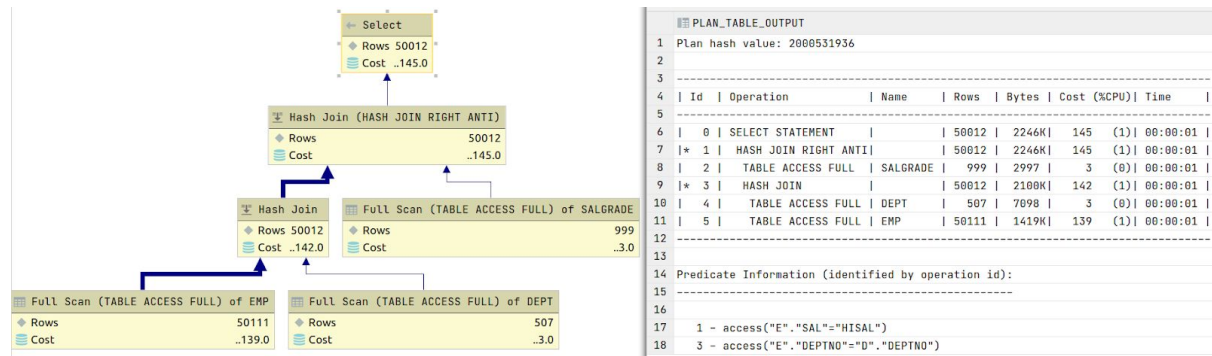 Select
Rows 50012
Cost ..145.0
Hash Join (HASH JOIN RIGHT ANTI)
Rows 50012
Cost ..145.0
Hash Join
Rows 50012
Cost ..142.0
Full Scan (TABLE ACCESS FULL) of SALGRADE
Rows 999
Cost ..3.0
Full Scan (TABLE ACCESS FULL) of EMP
Rows 50111
Cost ..139.0
Full Scan (TABLE ACCESS FULL) of DEPT
Rows 507
Cost ..3.0
PLAN_TABLE_OUTPUT
1 Plan hash value: 2000531936
2
3 --------------------------------------------------------------------------------
4 | Id | Operation | Name | Rows | Bytes | Cost (%CPU)| Time |
5 --------------------------------------------------------------------------------
6 | 0 | SELECT STATEMENT | | 50012 | 2246K| 145 (1)| 00:00:01 |
7 |* 1 | HASH JOIN RIGHT ANTI| | 50012 | 2246K| 145 (1)| 00:00:01 |
8 | 2 | TABLE ACCESS FULL | SALGRADE | 999 | 2997 | 3 (0)| 00:00:01 |
9 |* 3 | HASH JOIN | | 50012 | 2100K| 142 (1)| 00:00:01 |
10 | 4 | TABLE ACCESS FULL | DEPT | 507 | 7098 | 3 (0)| 00:00:01 |
11 | 5 | TABLE ACCESS FULL | EMP | 50111 | 1419K| 139 (1)| 00:00:01 |
12 --------------------------------------------------------------------------------
13
14 Predicate Information (identified by operation id):
15 ---------------------------------------------------
16
17 1 - access("E"."SAL"="HISAL")
18 3 - access("E"."DEPTNO"="D"."DEPTNO")